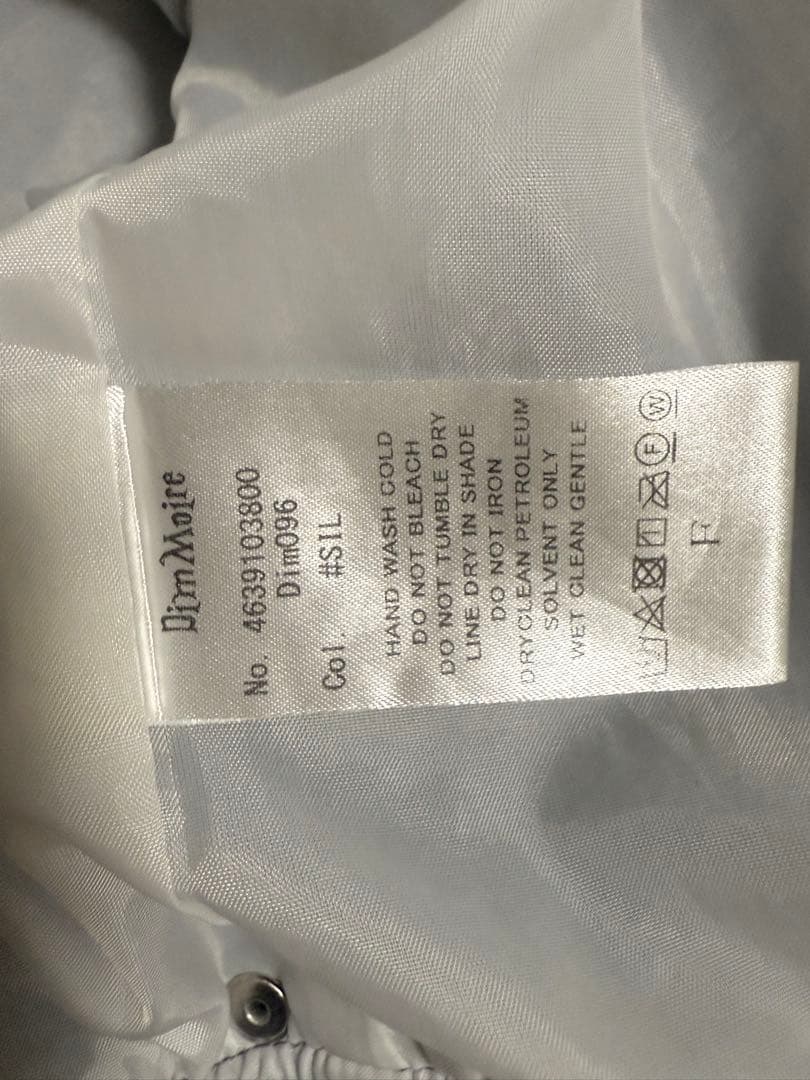 DimMoire
No. 4639103800
Dim096
Col. #SIL
HAND WASH COLD
DO NOT BLEACH
DO NOT TUMBLE DRY
LINE DRY IN SHADE
DO NOT IRON
DRYCLEAN PETROLEUM
SOLVENT ONLY
WET CLEAN GENTLE
F W
F